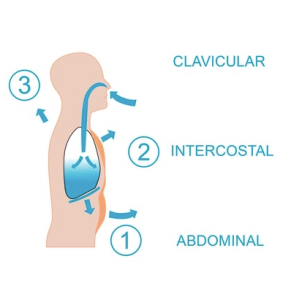 CLAVICULAR
3
2 INTERCOSTAL
1 ABDOMINAL